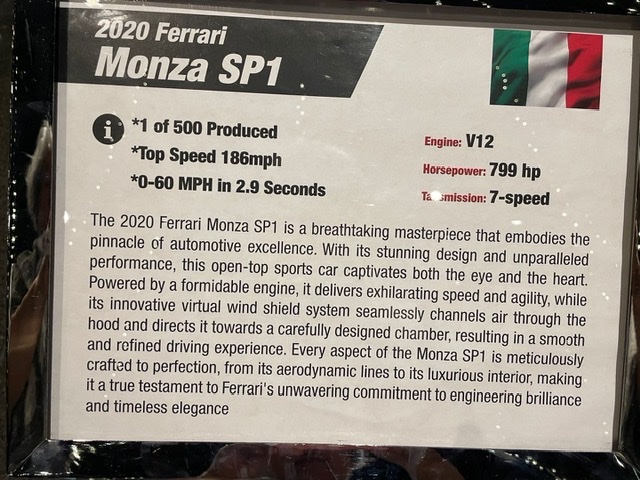 2020 Ferrari
Monza SP1
i
*1 of 500 Produced
*Top Speed 186mph
*0-60 MPH in 2.9 Seconds
Engine: V12
Horsepower: 799 hp
7-speed
The 2020 Ferrari Monza SP1 is a breathtaking masterpiece that embodies the
pinnacle of automotive excellence. With its stunning design and unparalleled
performance, this open-top sports car captivates both the eye and the heart.
Powered by a formidable engine, it delivers exhilarating speed and agility, while
its innovative virtual wind shield system seamlessly channels air through the
hood and directs it towards a carefully designed chamber, resulting in a smooth
and refined driving experience. Every aspect of the Monza SP1 is meticulously
crafted to perfection, from its aerodynamic lines to its luxurious interior, making
it a true testament to Ferrari's unwavering commitment to engineering brilliance
and timeless elegance